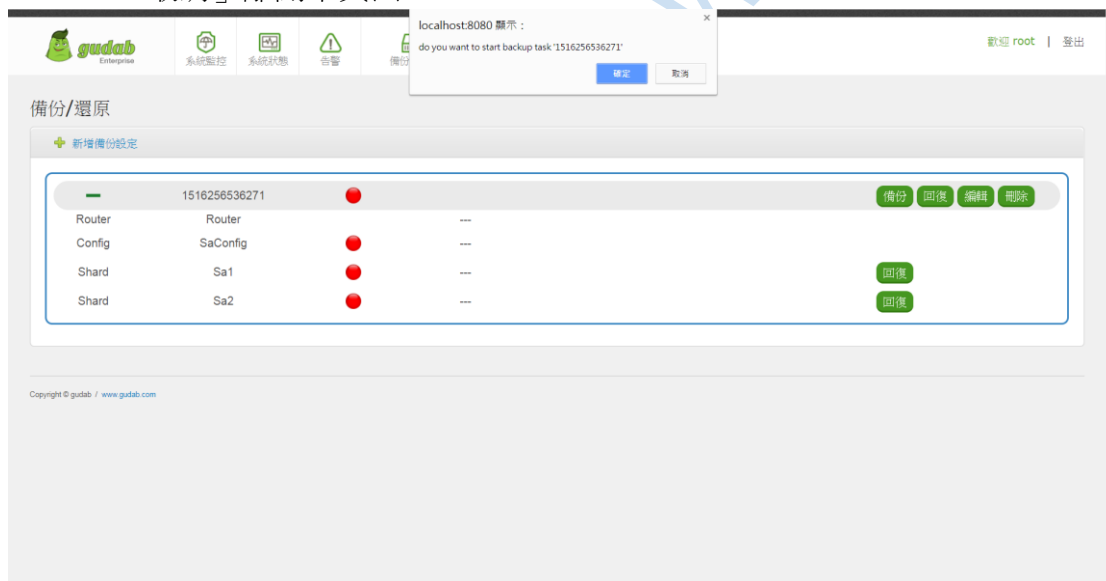 localhost:8080 顯示：
×
do you want to start backup task '1516256536271'
確定 取消
gudab
Enterprise
系統監控 系統狀態 告警 備份
歡迎 root | 登出
備份/還原
新增備份設定
1516256536271 備份 回復 編輯 刪除
Router Router ---
Config SaConfig ---
Shard Sa1 --- 回復
Shard Sa2 --- 回復
Copyright © gudab / www.gudab.com